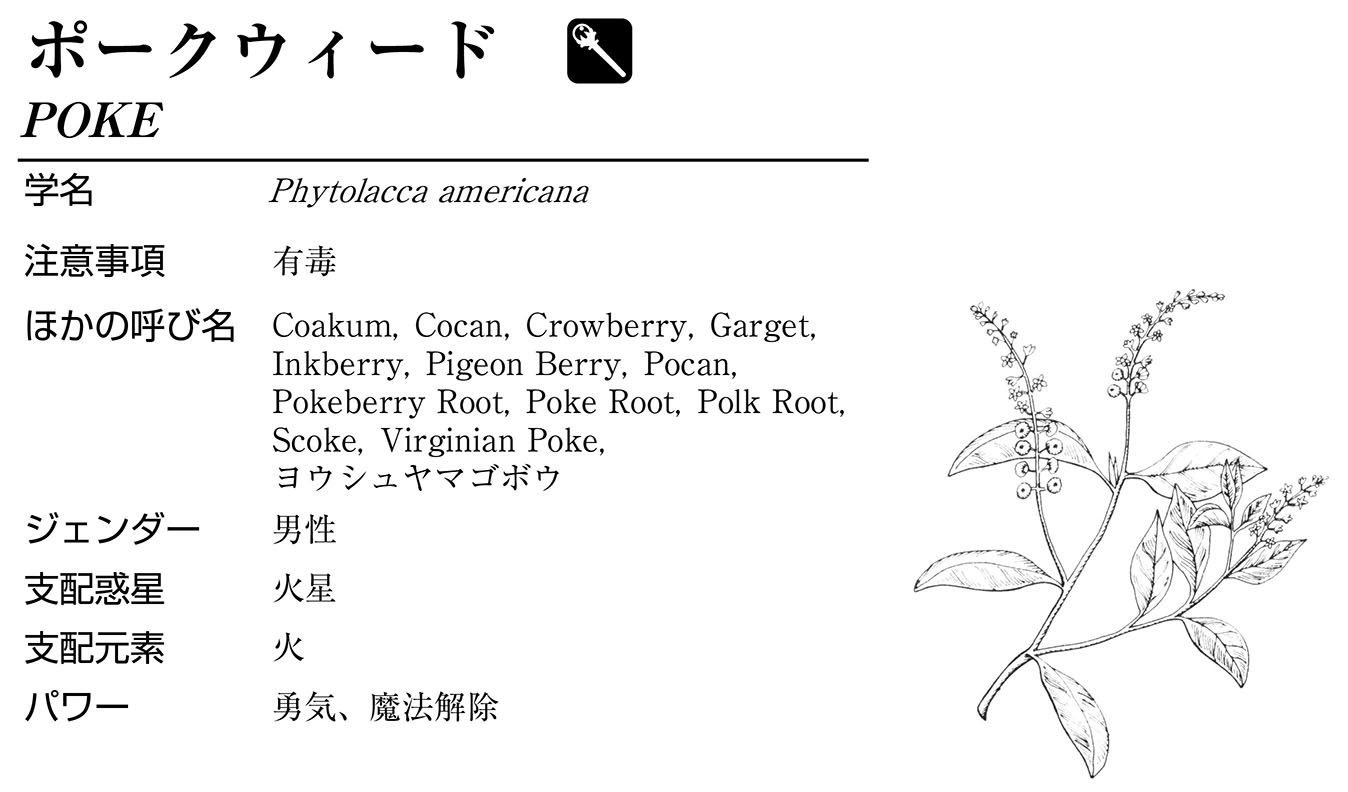 ポークウィード
POKE
学名 Phytolacca americana
注意事項 有毒
ほかの呼び名 Coakum, Cocan, Crowberry, Garget,
Inkberry, Pigeon Berry, Pocan,
Pokeberry Root, Poke Root, Polk Root,
Scoke, Virginian Poke,
ヨウシュヤマゴボウ
ジェンダー 男性
支配惑星 火星
支配元素 火
パワー 勇気、魔法解除